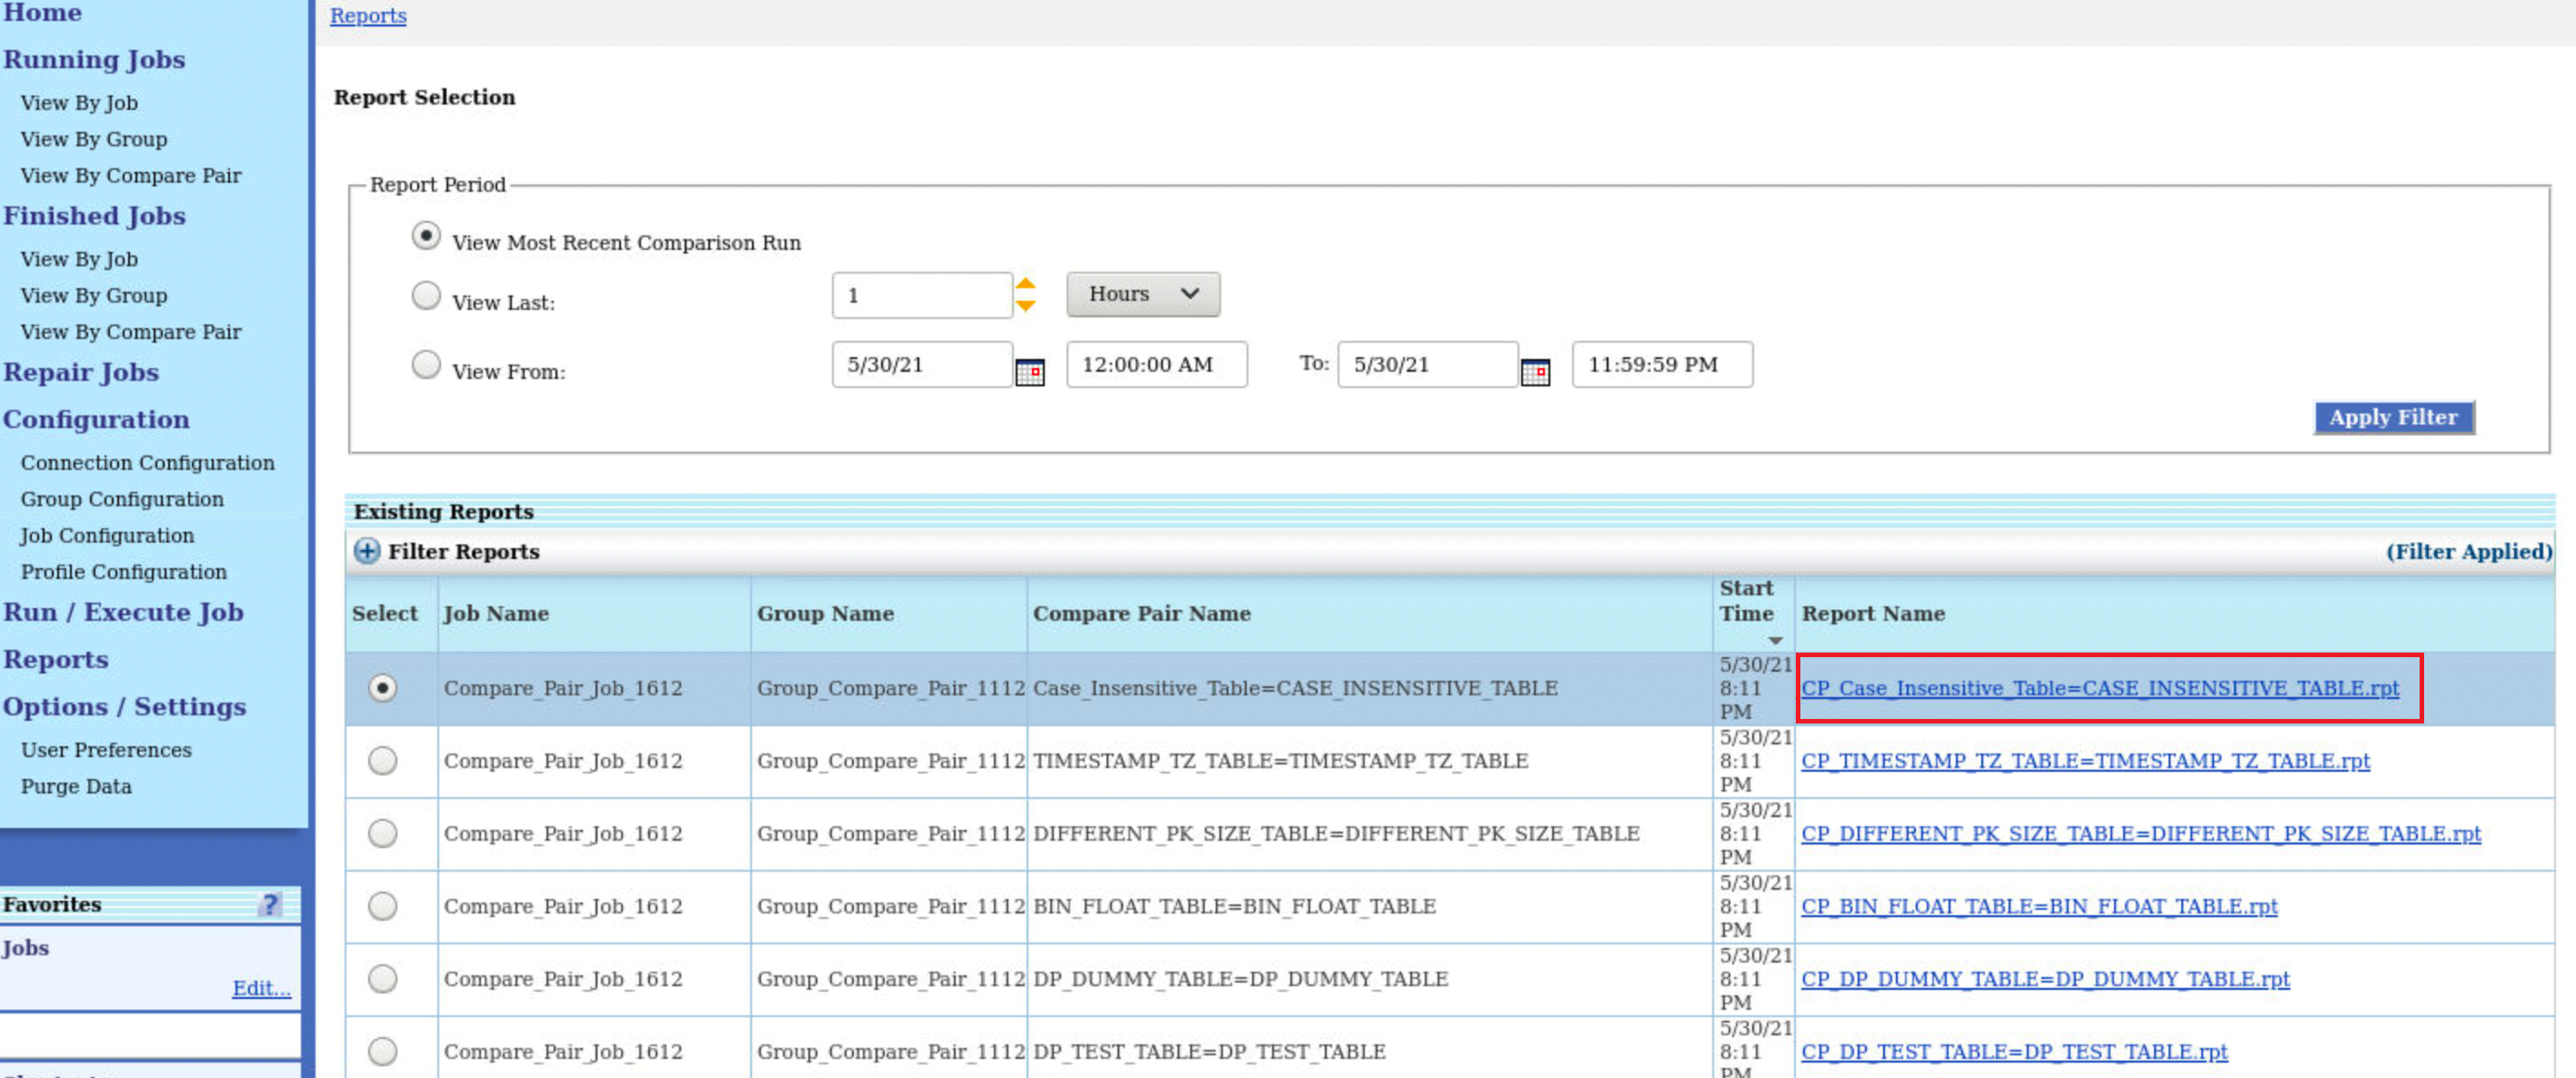 Home
Running Jobs
View By Job
View By Group
View By Compare Pair
Finished Jobs
View By Job
View By Group
View By Compare Pair
Repair Jobs
Configuration
Connection Configuration
Group Configuration
Job Configuration
Profile Configuration
Run / Execute Job
Reports
Options / Settings
User Preferences
Purge Data
Favorites ?
Jobs
Edit...
Reports
Report Selection
Report Period
View Most Recent Comparison Run
View Last: 1 Hours
View From: 5/30/21 12:00:00 AM To: 5/30/21 11:59:59 PM
Apply Filter
Existing Reports
Filter Reports (Filter Applied)
Select Job Name Group Name Compare Pair Name Start Time Report Name
Compare_Pair_Job_1612 Group_Compare_Pair_1112 Case_Insensitive_Table=CASE_INSENSITIVE_TABLE 5/30/21 8:11 PM CP_Case_Insensitive_Table=CASE_INSENSITIVE_TABLE.rpt
Compare_Pair_Job_1612 Group_Compare_Pair_1112 TIMESTAMP_TZ_TABLE=TIMESTAMP_TZ_TABLE 5/30/21 8:11 PM CP_TIMESTAMP_TZ_TABLE=TIMESTAMP_TZ_TABLE.rpt
Compare_Pair_Job_1612 Group_Compare_Pair_1112 DIFFERENT_PK_SIZE_TABLE=DIFFERENT_PK_SIZE_TABLE 5/30/21 8:11 PM CP_DIFFERENT_PK_SIZE_TABLE=DIFFERENT_PK_SIZE_TABLE.rpt
Compare_Pair_Job_1612 Group_Compare_Pair_1112 BIN_FLOAT_TABLE=BIN_FLOAT_TABLE 5/30/21 8:11 PM CP_BIN_FLOAT_TABLE=BIN_FLOAT_TABLE.rpt
Compare_Pair_Job_1612 Group_Compare_Pair_1112 DP_DUMMY_TABLE=DP_DUMMY_TABLE 5/30/21 8:11 PM CP_DP_DUMMY_TABLE=DP_DUMMY_TABLE.rpt
Compare_Pair_Job_1612 Group_Compare_Pair_1112 DP_TEST_TABLE=DP_TEST_TABLE 5/30/21 8:11 PM CP_DP_TEST_TABLE=DP_TEST_TABLE.rpt